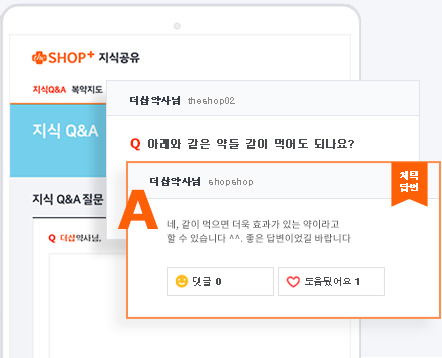 SHOP+ 지식공유
지식Q&A 복약지도
지식 Q&A
더샵약사님 theshop02
Q 아래와 같은 약들 같이 먹어도 되나요?
지식 Q&A 질문
Q 더샵약사님,
더샵약사님 shopshop
채택
답변
A
네, 같이 먹으면 더욱 효과가 있는 약이라고
할 수 있습니다 ^^. 좋은 답변이었길 바랍니다
댓글 0
도움됐어요 1